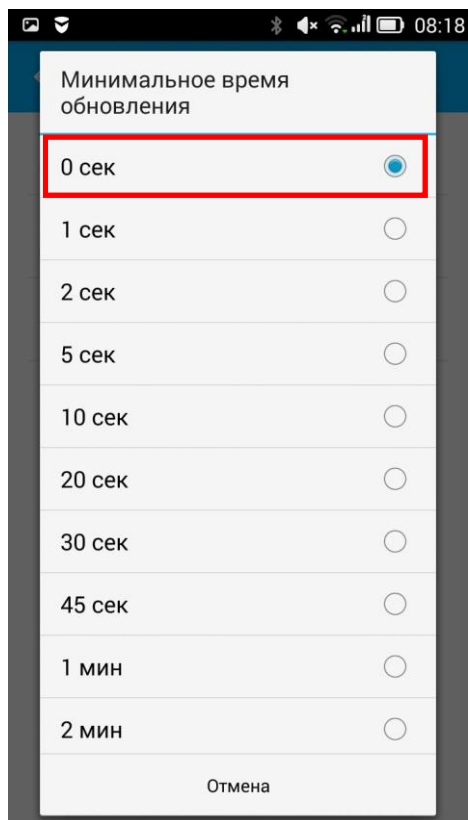 08:18
Минимальное время
обновления
0 сек
1 сек
2 сек
5 сек
10 сек
20 сек
30 сек
45 сек
1 мин
2 мин
Отмена